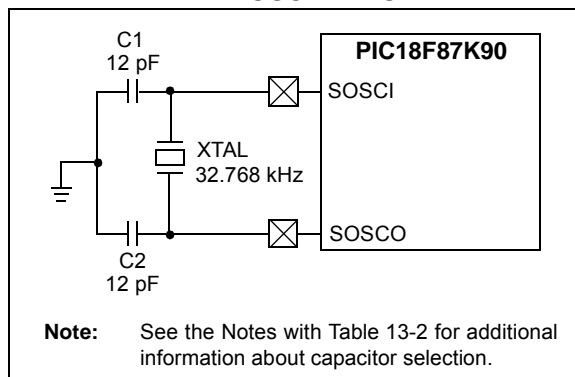 C1
12 pF
PIC18F87K90
SOSCI
XTAL
32.768 kHz
SOSCO
C2
12 pF
Note: See the Notes with Table 13-2 for additional
information about capacitor selection.